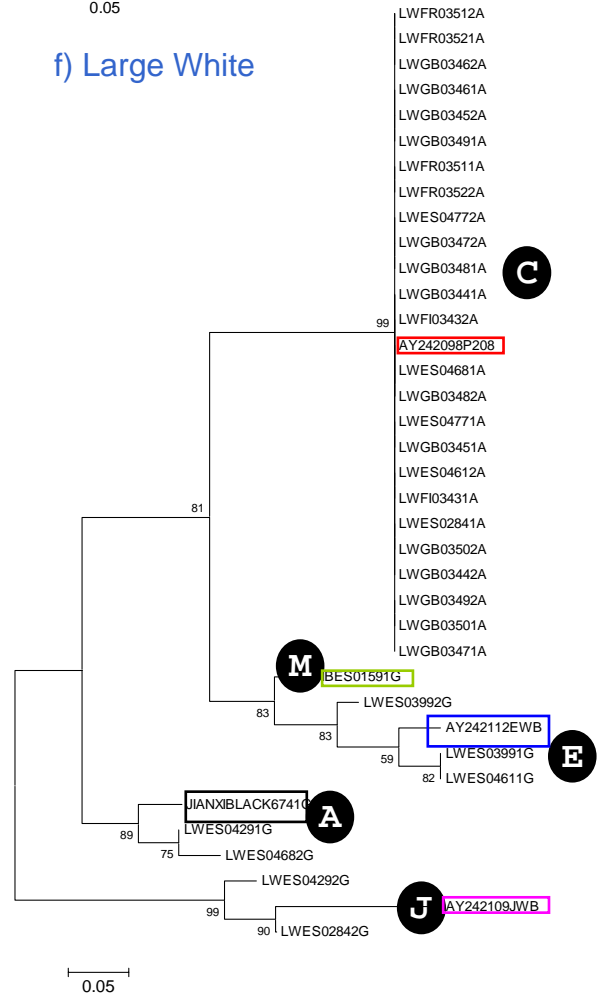 0.05
LWFR03512A
LWFR03521A
f) Large White
LWGB03462A
LWGB03461A
LWGB03452A
LWGB03491A
LWFR03511A
LWFR03522A
LWES04772A
LWGB03472A
LWGB03481A
C
LWGB03441A
LWFI03432A
99
AY242098P208
LWES04681A
LWGB03482A
LWES04771A
LWGB03451A
LWES04612A
LWFI03431A
81
LWES02841A
LWGB03502A
LWGB03442A
LWGB03492A
LWGB03501A
LWGB03471A
M
IBES01591G
83
LWES03992G
83
AY242112EWB
LWES03991G
E
59
82
LWES04611G
JIANXIBLACK6741G
A
89
LWES04291G
75
LWES04682G
LWES04292G
99
J
AY242109JWB
90
LWES02842G
0.05